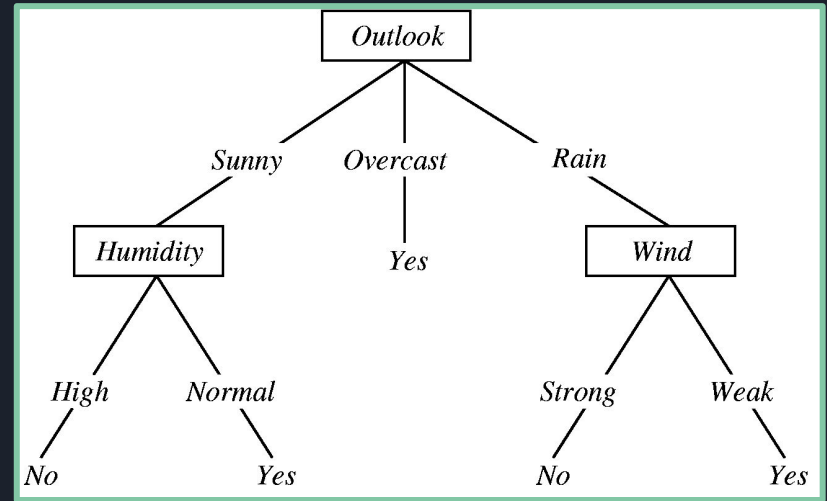 Outlook
Sunny Overcast Rain
Humidity Yes Wind
High Normal Strong Weak
No Yes No Yes